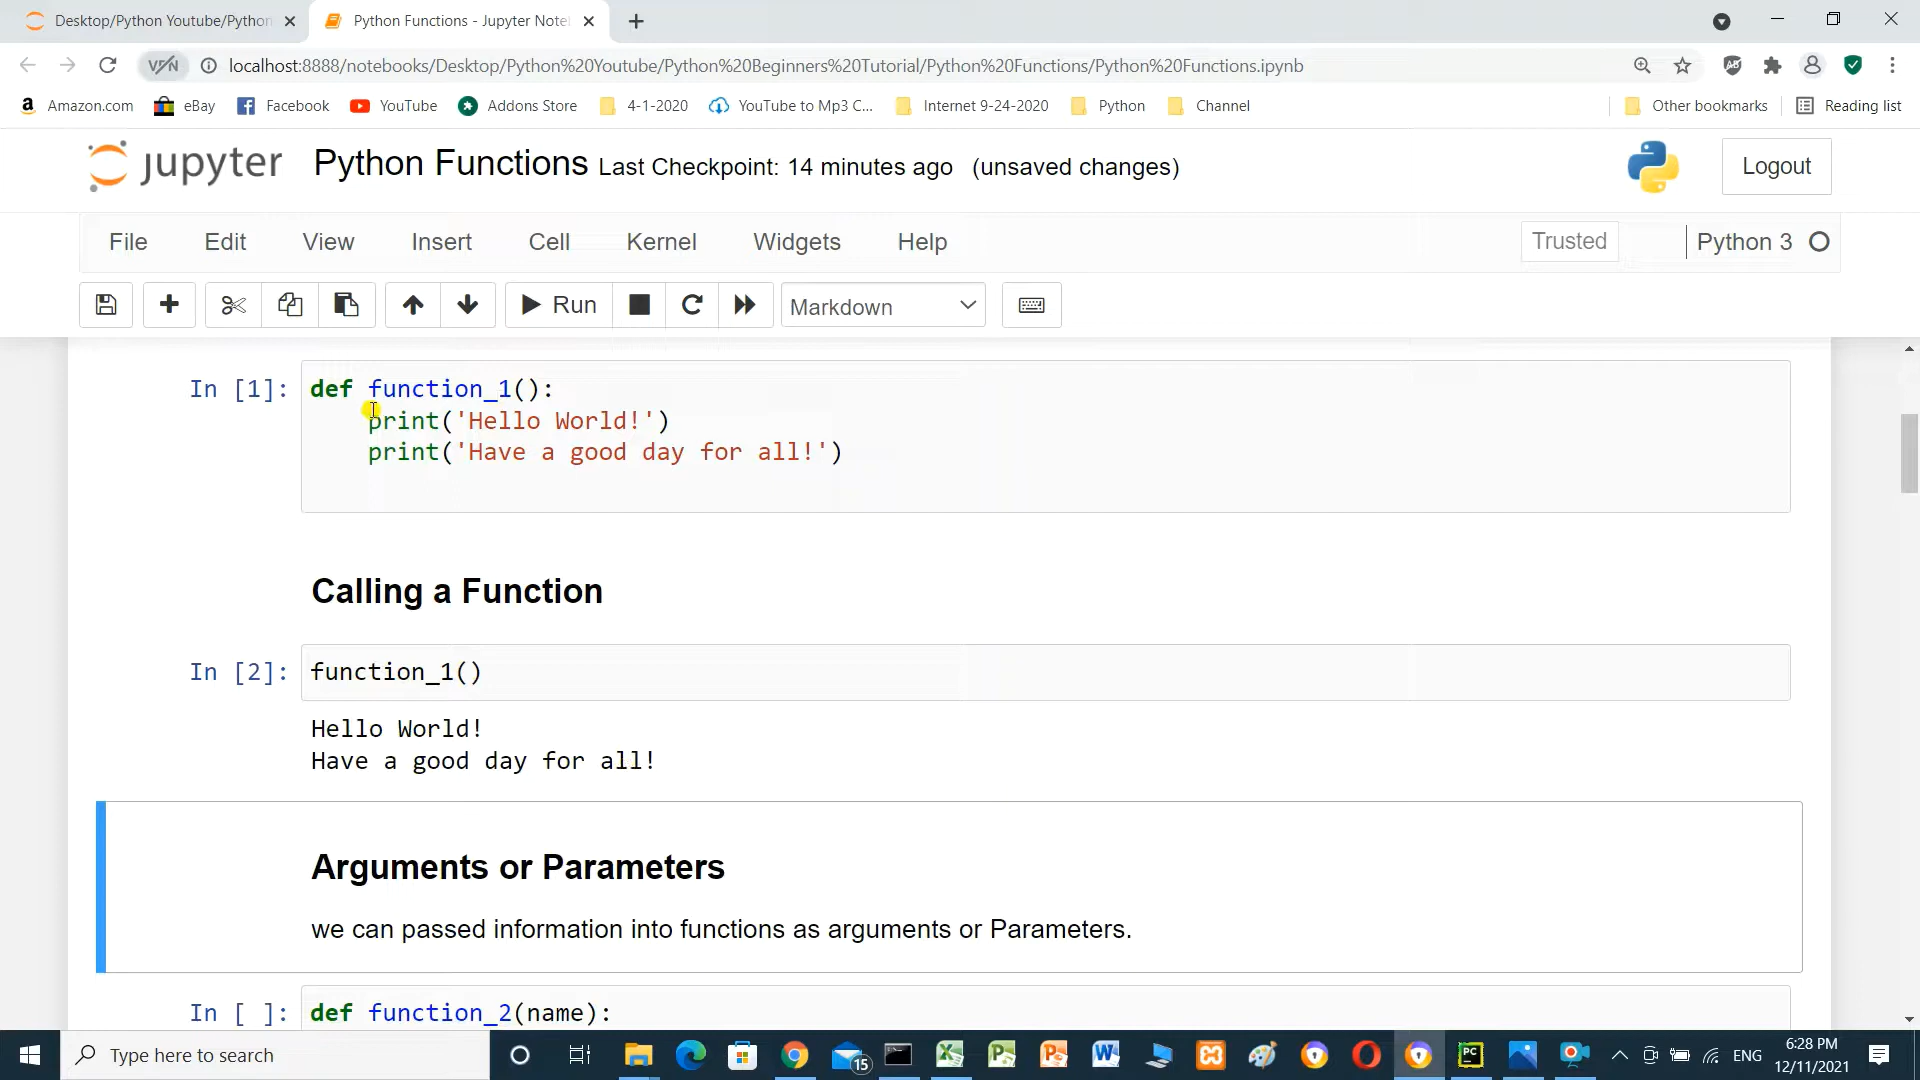 Desktop/Python Youtube/Python
Python Functions - Jupyter Note
VPN
localhost:8888/notebooks/Desktop/Python%20Youtube/Python%20Beginners%20Tutorial/Python%20Functions/Python%20Functions.ipynb
Amazon.com
eBay
Facebook
YouTube
Addons Store
4-1-2020
YouTube to Mp3 C...
Internet 9-24-2020
Python
Channel
Other bookmarks
Reading list
jupyter Python Functions Last Checkpoint: 14 minutes ago (unsaved changes)
Logout
File Edit View Insert Cell Kernel Widgets Help
Trusted
Python 3
Run
Markdown
In [1]: def function_1():
print('Hello World!')
print('Have a good day for all!')
Calling a Function
In [2]: function_1()
Hello World!
Have a good day for all!
Arguments or Parameters
we can passed information into functions as arguments or Parameters.
In [ ]: def function_2(name):
Type here to search
15
PC
ENG
6:28 PM
12/11/2021